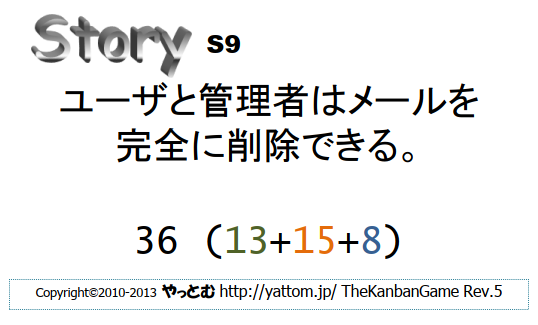 Story S9
ユーザと管理者はメールを
完全に削除できる。
36 (13+15+8)
Copyright©2010-2013 やっとむ http://yattom.jp/ TheKanbanGame Rev.5